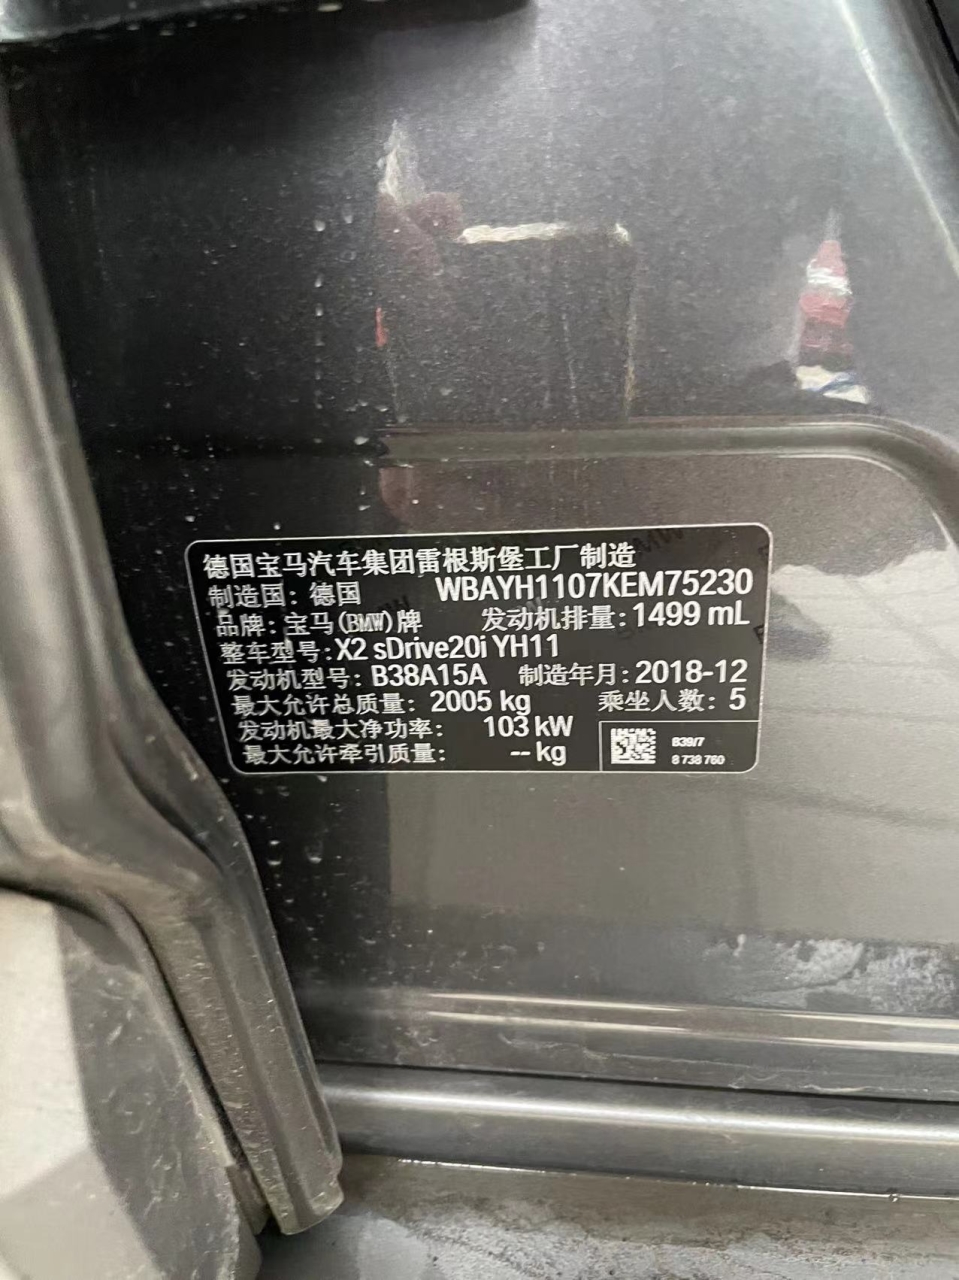 德国宝马汽车集团雷根斯堡工厂制造
制造国: 德国 WBAYH1107KEM75230
品牌: 宝马(BMW)牌 发动机排量: 1499 mL
整车型号: X2 sDrive20i YH11
发动机型号: B38A15A 制造年月: 2018-12
最大允许总质量: 2005 kg 乘坐人数: 5
发动机最大净功率: 103 kW
最大允许牵引质量: -- kg
B39/7
8 738 760